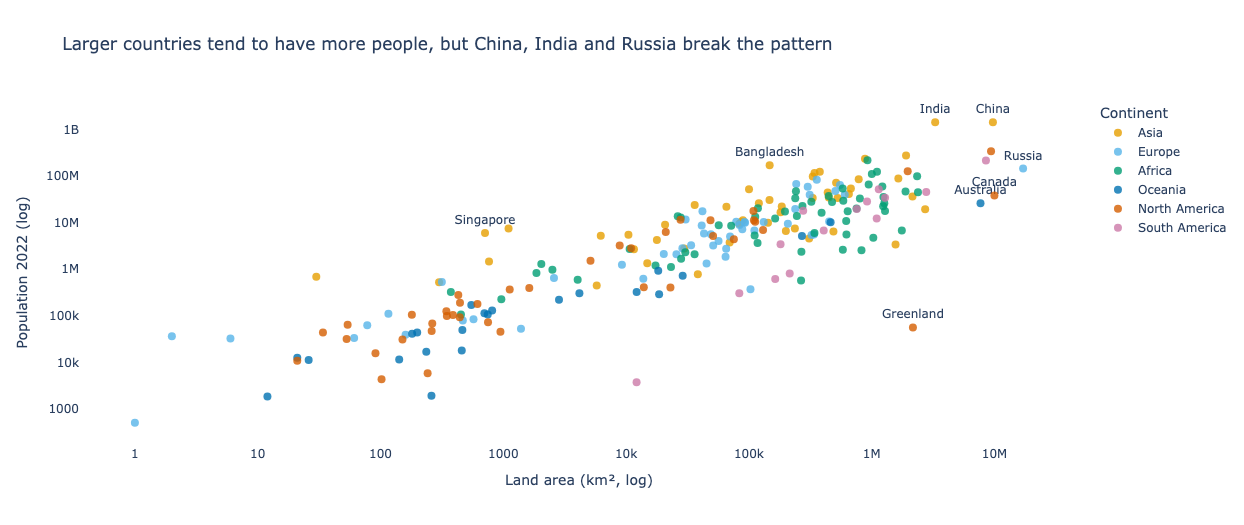 Larger countries tend to have more people, but China, India and Russia break the pattern
Population 2022 (log)
1B
100M
10M
1M
100k
10k
1000
India
China
Bangladesh
Russia
Canada
Australia
Singapore
Greenland
1
10
100
1000
10k
100k
1M
10M
Land area (km², log)
Continent
Asia
Europe
Africa
Oceania
North America
South America